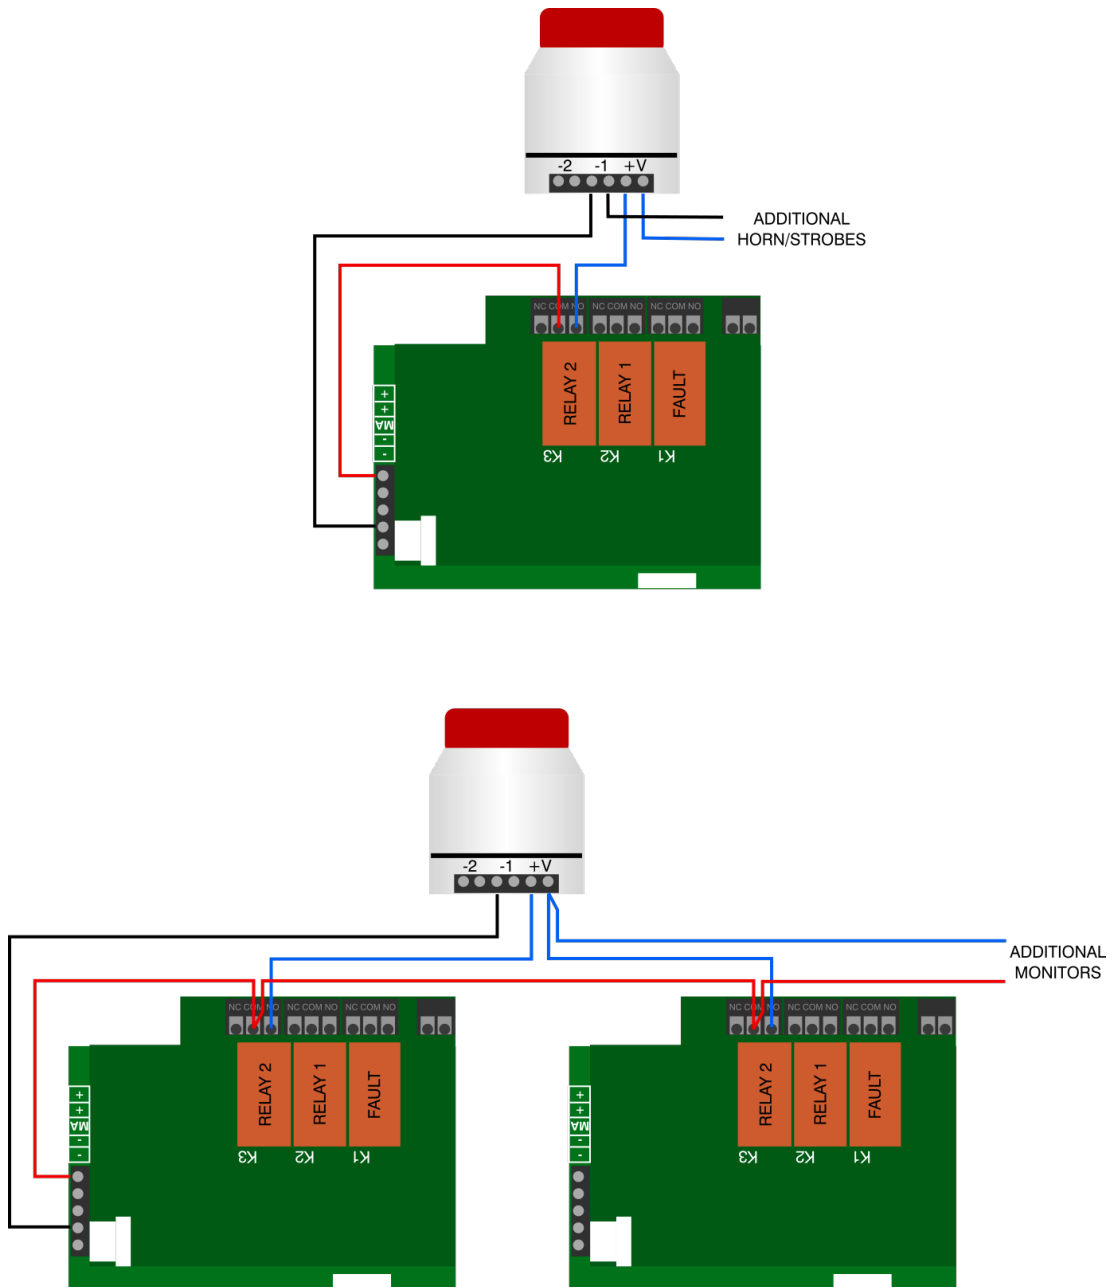 -2 -1 +V
ADDITIONAL
HORN/STROBES
NC COM NO NC COM NO NC COM NO
RELAY 2
RELAY 1
FAULT
+
+
MA
-
-
K3 K2 K1
-2 -1 +V
ADDITIONAL
MONITORS
NC COM NO NC COM NO NC COM NO
NC COM NO NC COM NO NC COM NO
RELAY 2
RELAY 1
FAULT
RELAY 2
RELAY 1
FAULT
+
+
MA
-
-
+
+
MA
-
-
K3 K2 K1
K3 K2 K1